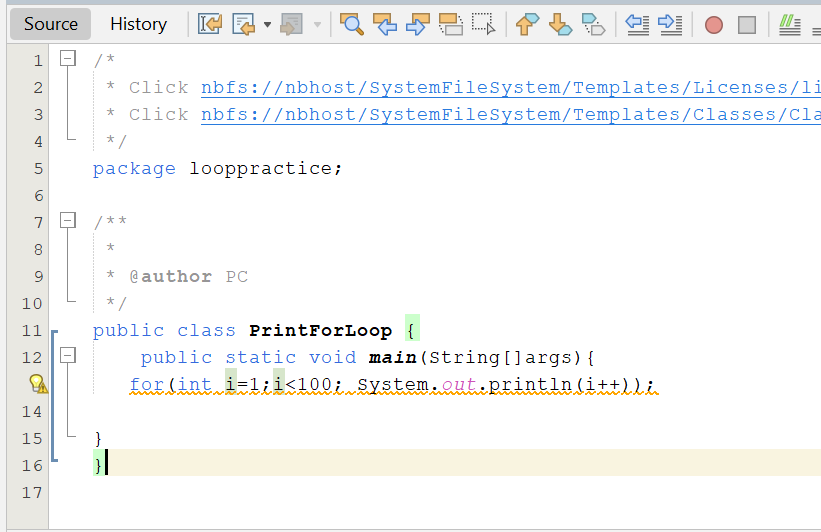 Source History
1 /*
2 * Click nbfs://nbhost/SystemFileSystem/Templates/Licenses/li
3 * Click nbfs://nbhost/SystemFileSystem/Templates/Classes/Cla
4 */
5 package looppractice;
6
7 /**
8 *
9 * @author PC
10 */
11 public class PrintForLoop {
12 public static void main(String[]args){
for(int i=1;i<100; System.out.println(i++));
14
15 }
16 }
17